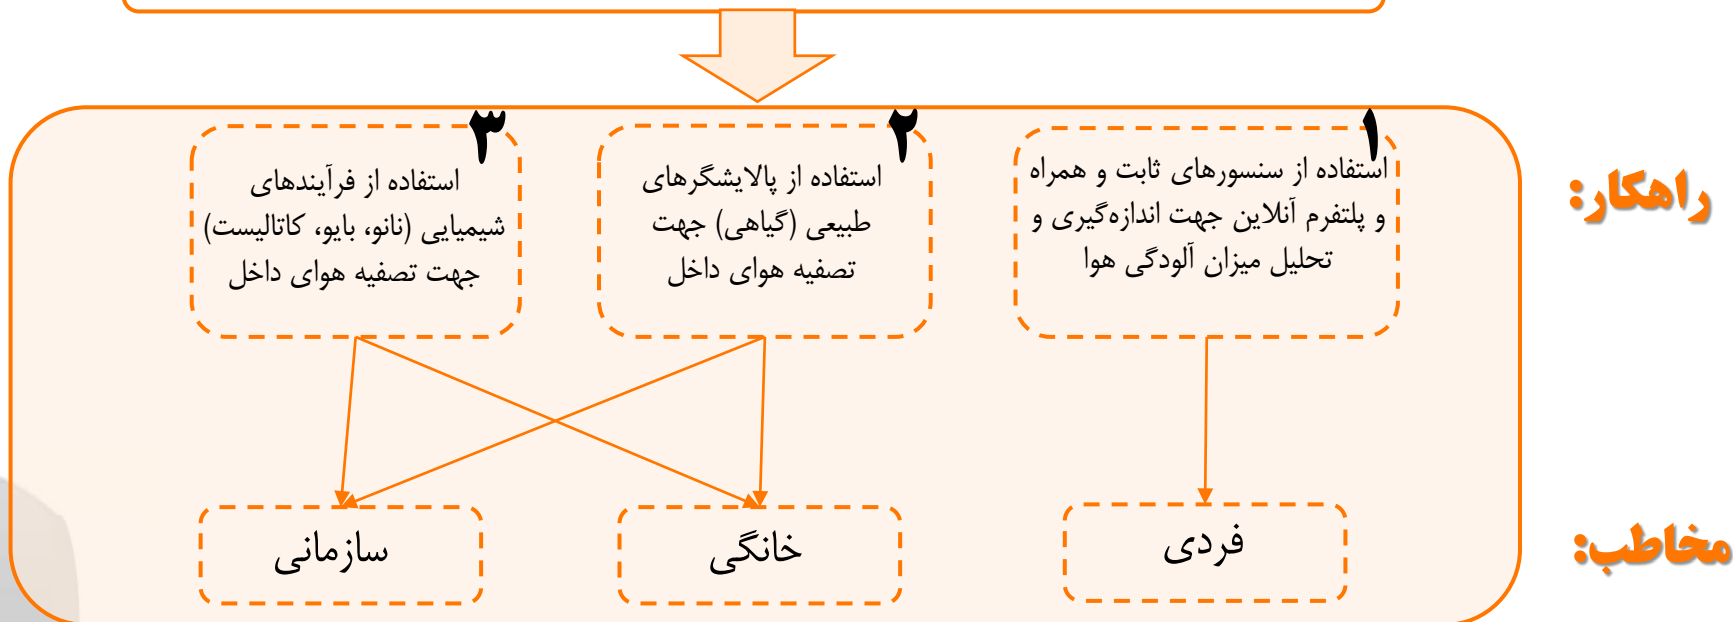 راهکار:
۱
استفاده از سنسورهای ثابت و همراه
و پلتفرم آنلاین جهت اندازه‌گیری و
تحلیل میزان آلودگی هوا
۲
استفاده از پالایشگرهای
طبیعی (گیاهی) جهت
تصفیه هوای داخل
۳
استفاده از فرآیندهای
شیمیایی (نانو، بایو، کاتالیست)
جهت تصفیه هوای داخل
مخاطب:
فردی
خانگی
سازمانی